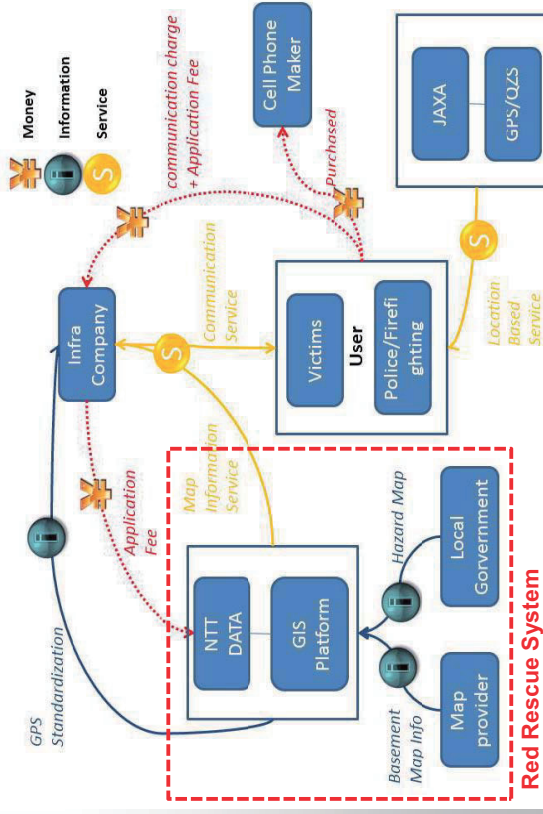 Money
Information
Service
¥
i
S
GPS
Standardization
i
Infra
Company
¥
communication charge
+ Application Fee
¥
Application
Fee
Map
Information
Service
S
Communication
Service
¥
Purchased
Cell Phone
Maker
NTT
DATA
GIS
Platform
Victims
User
Police/Firefi
ghting
Location
Based
Service
S
JAXA
GPS/QZS
Basement
Map Info
i
Hazard Map
i
Map
provider
Local
Gorvernment
Red Rescue System